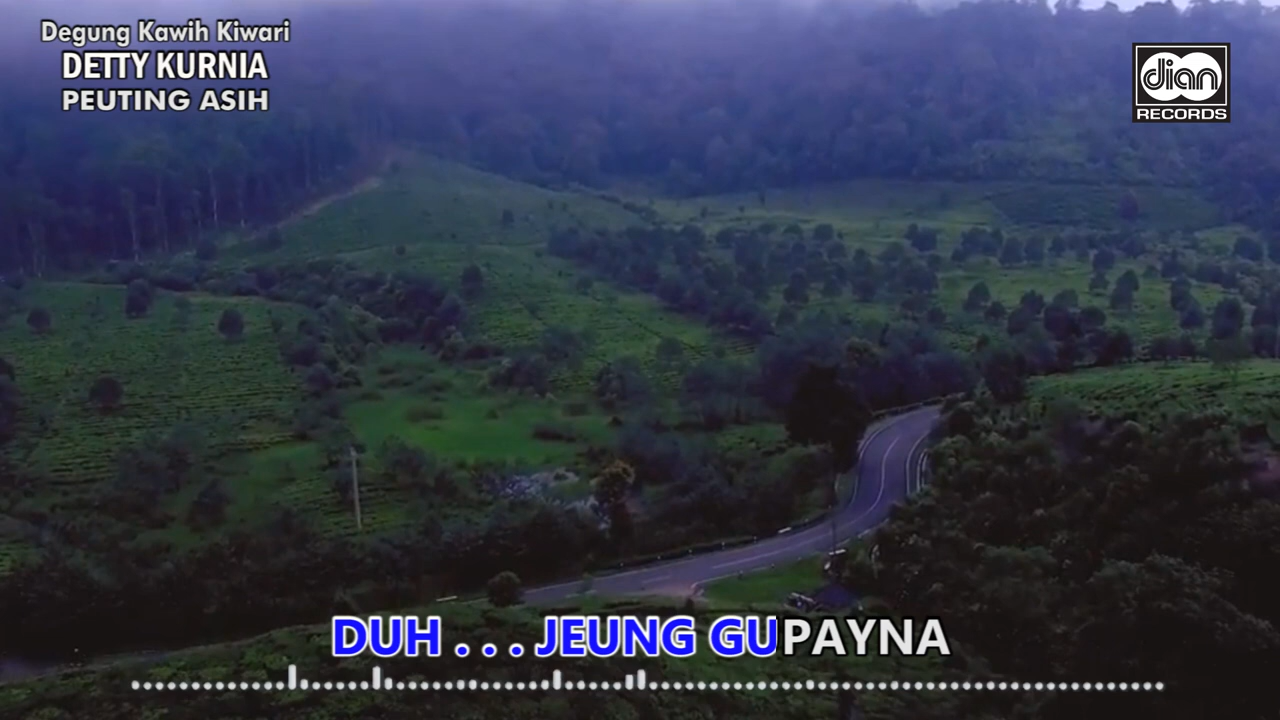 Degung Kawih Kiwari
DETTY KURNIA
PEUTING ASIH
dian
RECORDS
DUH . . . JEUNG GUPAYNA